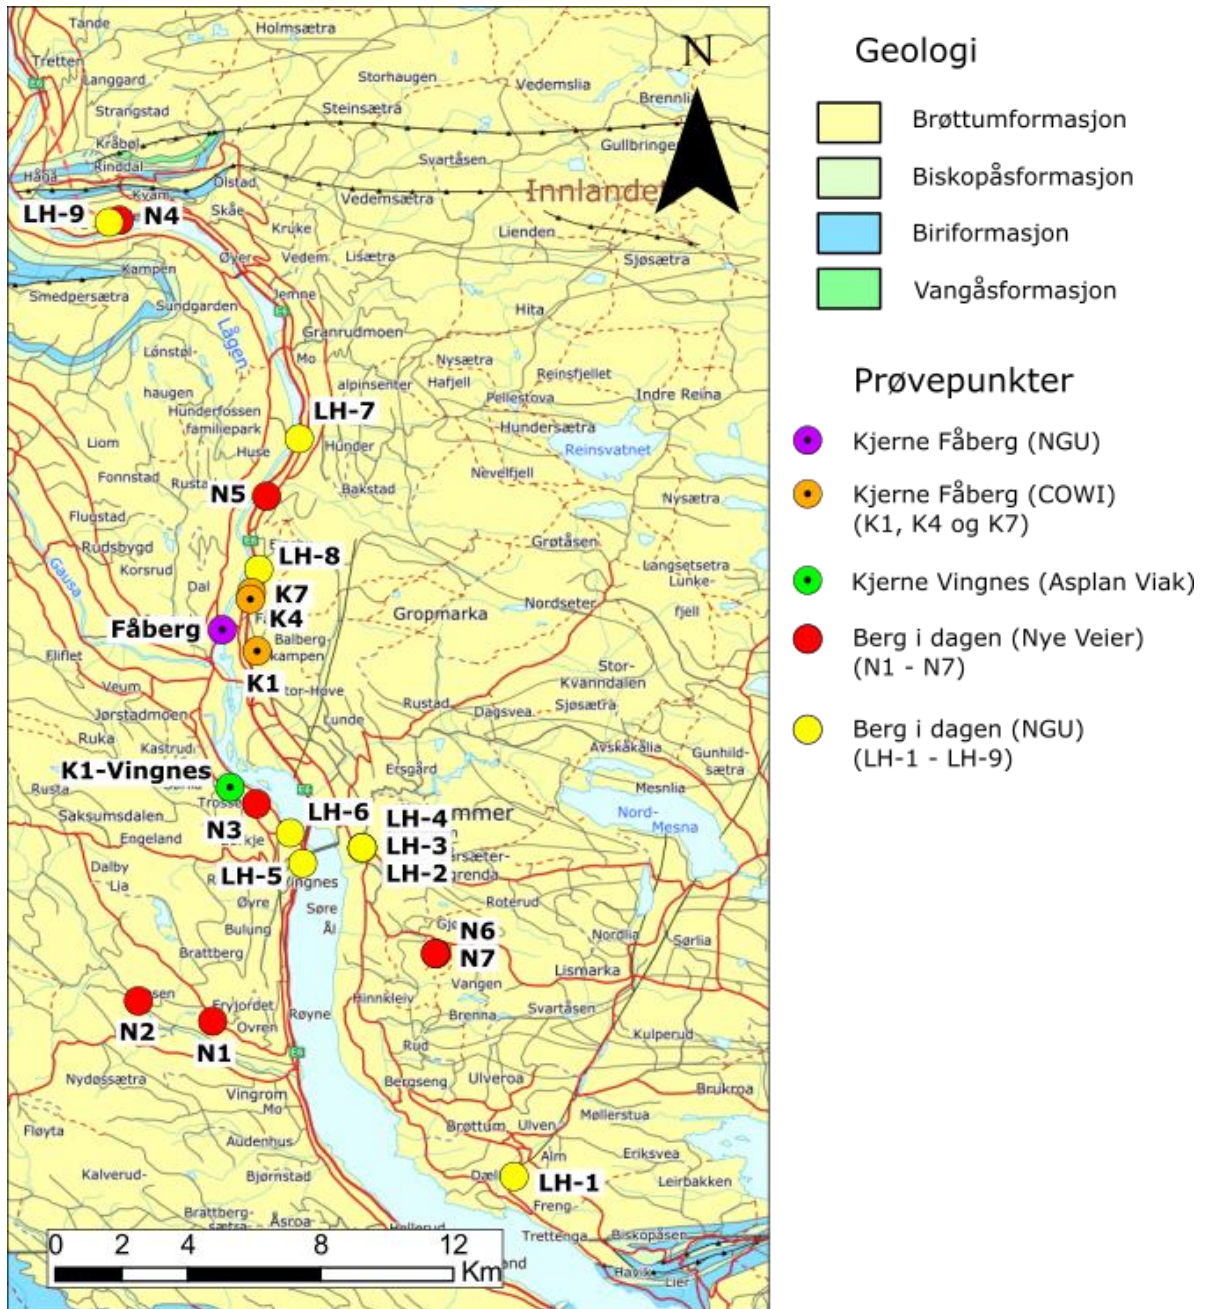 Tande
Holmsætra
N
Tretten
Langgard
Storhaugen
Vedemslia
Strangstad
Steinsætra
Brennli
Kråbøl
Gullbringe
Rinddal
Svartåsen
Håga
Olstad
Innlandet
Kvam
Vedemsætra
LH-9
N4
Skåe
Kruke
Lienden
Øyer
Vedem
Lisætra
Sjøsætra
Kampen
Smedpersætra
Sundgarden
Jemne
Hita
Lågen
Granrudmoen
Lønstøl-
haugen
Mo
Nysætra
Reinsfjellet
alpinsenter
Hafjell
Pellestova
Indre Reina
Hunderfossen
familiepark
LH-7
Hundersætra
Liom
Huse
Hunder
Reinsvatnet
Nevelfjell
Fonnstad
Rusta
N5
Bakstad
Nysætra
Flugstad
Rudsbygd
Grøtåsen
Korsrud
LH-8
Langsetsetra
Lunke-
fjell
Gausa
Dal
K7
Nordseter
K4
Gropmarka
Fåberg
Balberg-
kampen
Eliflet
Stor-
Kvanndalen
Veum
K1
tor-Hove
Rustad
Sjøsætra
Jørstadmoen
Lunde
Dagsvea
Ruka
Kastrud
Avskåkålia
Gunhild-
sætra
K1-Vingnes
Ersgård
Mesnlia
Rusta
Saksumsdalen
LH-6
LH-4
mmer
Nord-
Mesna
N3
Engeland
LH-3
Dalby
Lia
LH-5
ingnes
LH-2
grenda
Øvre
Søre
Ål
Roterud
Bulung
N6
Nordlia
Sørlia
Brattberg
N7
Lismarka
Vangen
Hinnkleiv
Svartåsen
Fryjordet
Røyne
Brenna
N2
Ovren
Kulperud
N1
Rud
Nydøssætra
Bergseng
Ulveroa
Brukroa
Vingrom
Mo
Møllerstua
Fløyta
Brøttum
Ulven
Audenhus
Alm
Eriksvea
Kalverud-
Bjørnstad
Dæl
LH-1
Leirbakken
Freng-
Brattberg-
sætra
Åsroa
Trettenga
Biskopåsen
Havik
Lier
0 2 4 8 12
Km
Geologi
Brøttumformasjon
Biskopåsformasjon
Biriformasjon
Vangåsformasjon
Prøvepunkter
Kjerne Fåberg (NGU)
Kjerne Fåberg (COWI)
(K1, K4 og K7)
Kjerne Vingnes (Asplan Viak)
Berg i dagen (Nye Veier)
(N1 - N7)
Berg i dagen (NGU)
(LH-1 - LH-9)